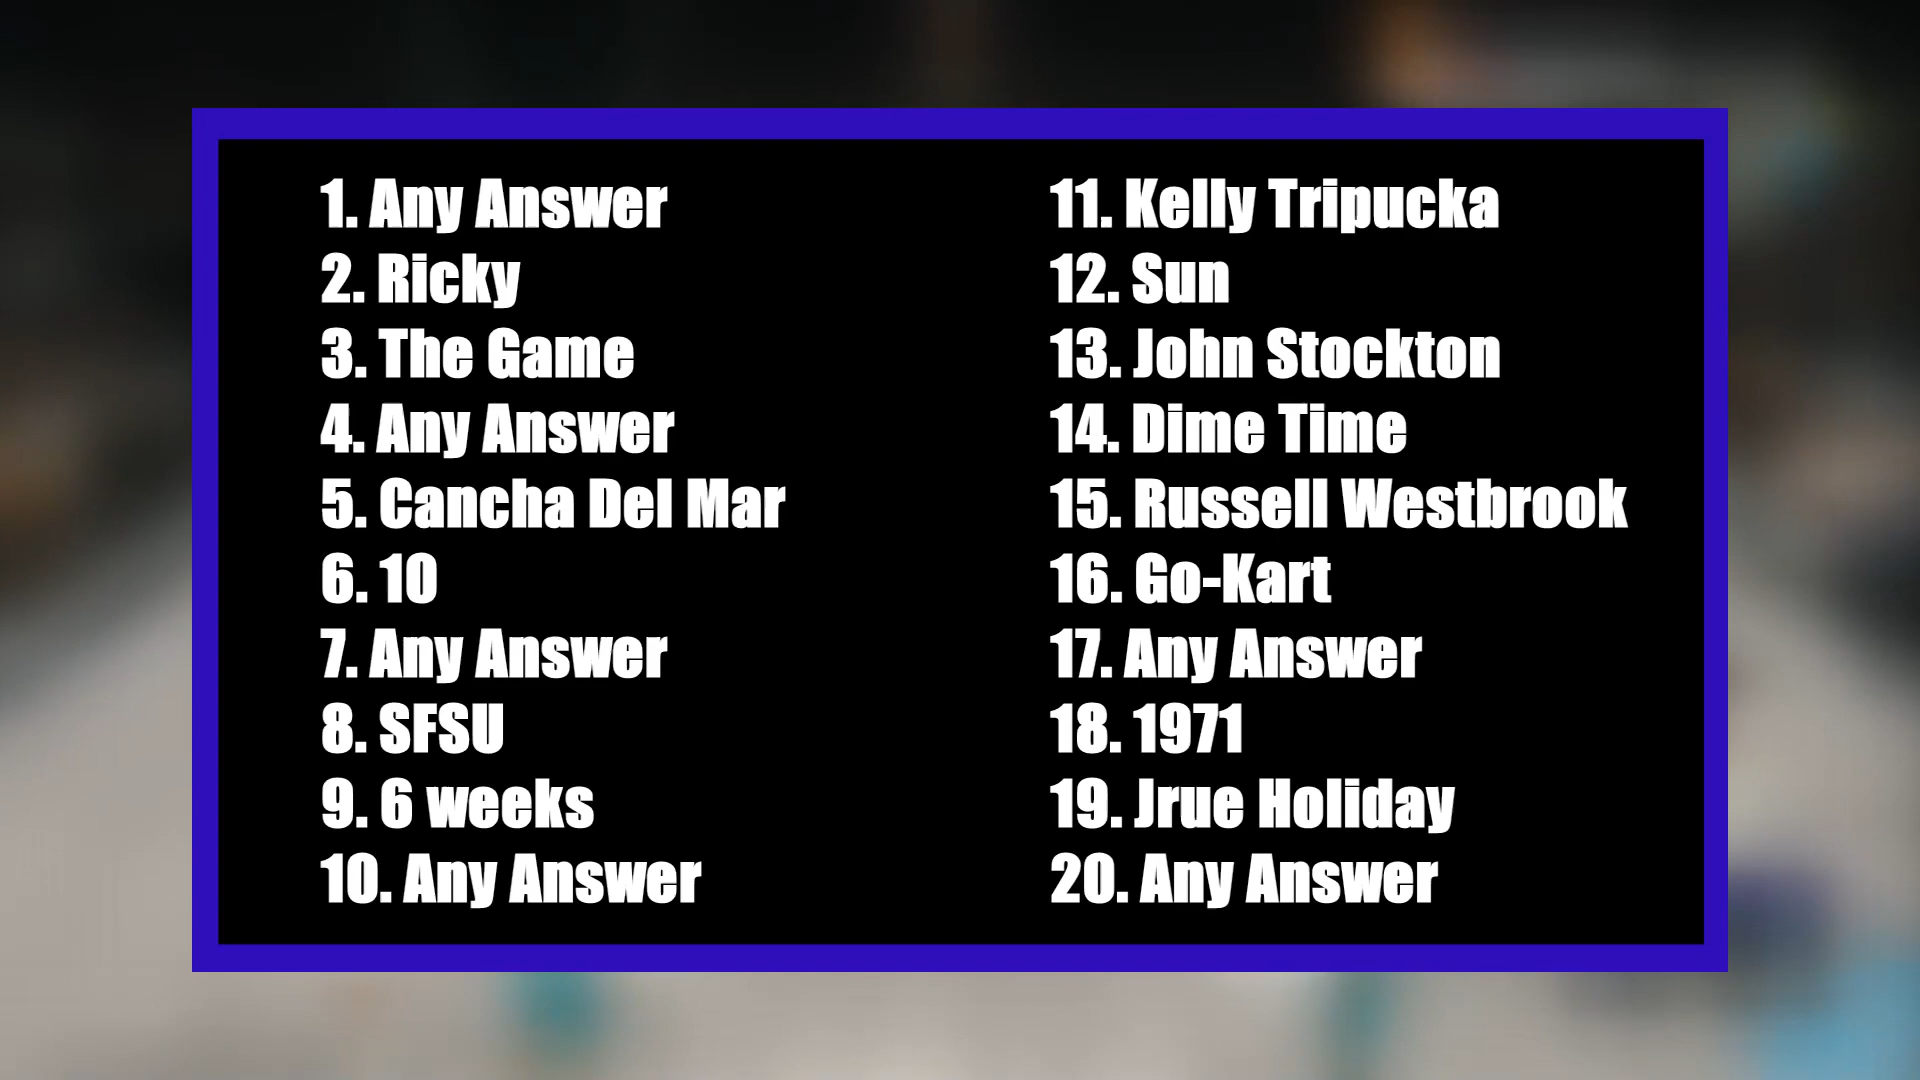 1. Any Answer
2. Ricky
3. The Game
4. Any Answer
5. Cancha Del Mar
6. 10
7. Any Answer
8. SFSU
9. 6 weeks
10. Any Answer
11. Kelly Tripucka
12. Sun
13. John Stockton
14. Dime Time
15. Russell Westbrook
16. Go-Kart
17. Any Answer
18. 1971
19. Jrue Holiday
20. Any Answer